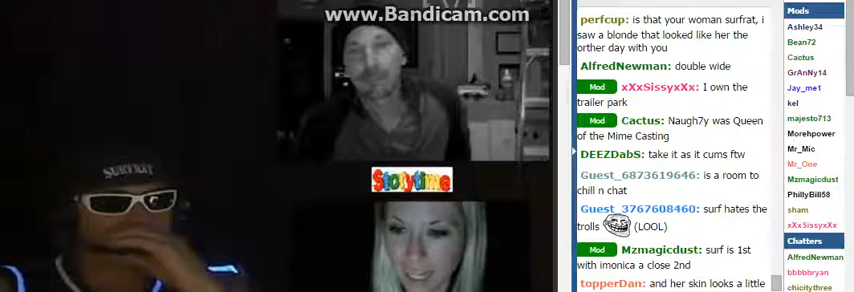 www.Bandicam.com
SURFRAT
Storytime
perfcup: is that your woman surfrat, i
saw a blonde that looked like her the
orther day with you
AlfredNewman: double wide
Mod xXxSissyxXx: I own the
trailer park
Mod Cactus: Naugh7y was Queen
of the Mime Casting
DEEZDabS: take it as it cums ftw
Guest_6873619646: is a room to
chill n chat
Guest_3767608460: surf hates the
trolls (LOOL)
Mod Mzmagicdust: surf is 1st
with imonica a close 2nd
topperDan: and her skin looks a little
Mods
Ashley34
Bean72
Cactus
GrAnNy14
Jay_me1
kel
majesto713
Morehpower
Mr_Mic
Mr_One
Mzmagicdust
PhillyBill58
sham
xXxSissyxXx
Chatters
AlfredNewman
bbbbbryan
chicitythree